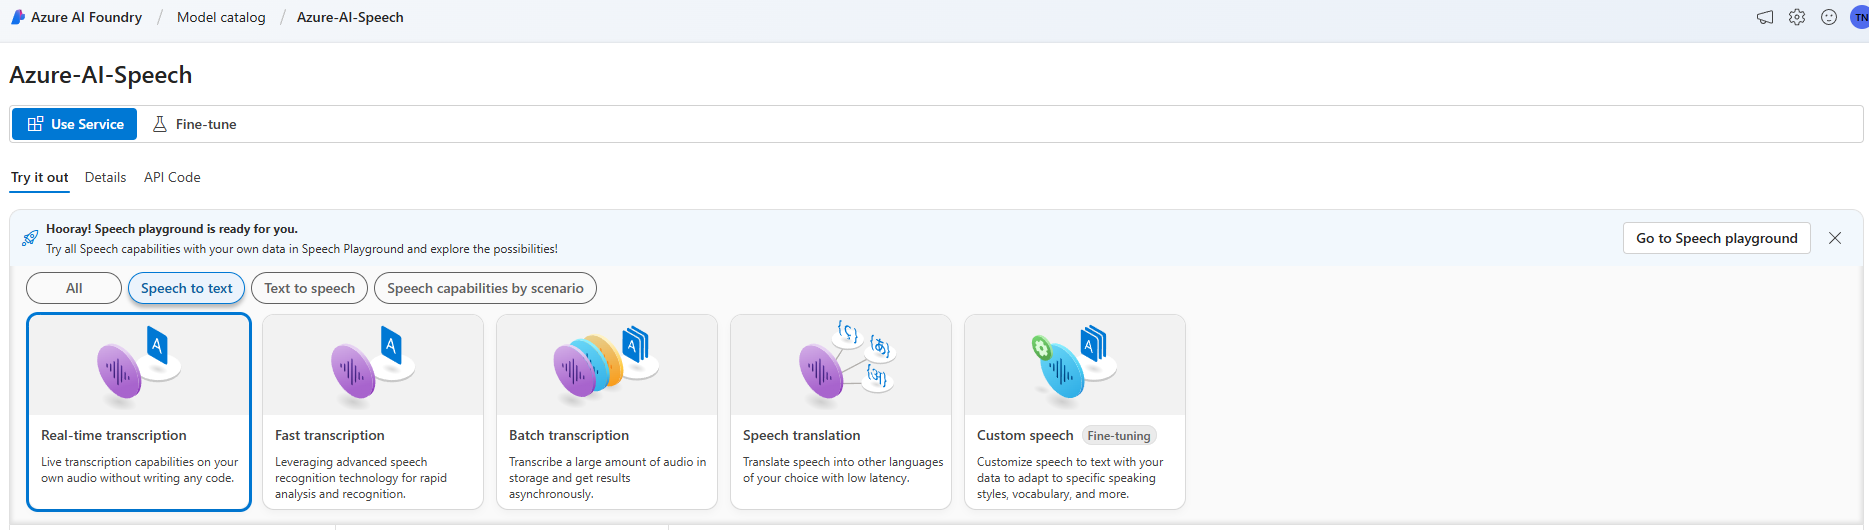 Azure AI Foundry / Model catalog / Azure-AI-Speech
TN
Azure-AI-Speech
Use Service Fine-tune
Try it out Details API Code
Hooray! Speech playground is ready for you.
Try all Speech capabilities with your own data in Speech Playground and explore the possibilities!
Go to Speech playground
All Speech to text Text to speech Speech capabilities by scenario
A
A
A
{あ}
{अ}
A
Real-time transcription
Live transcription capabilities on your
own audio without writing any code.
Fast transcription
Leveraging advanced speech
recognition technology for rapid
analysis and recognition.
Batch transcription
Transcribe a large amount of audio in
storage and get results
asynchronously.
Speech translation
Translate speech into other languages
of your choice with low latency.
Custom speech Fine-tuning
Customize speech to text with your
data to adapt to specific speaking
styles, vocabulary, and more.